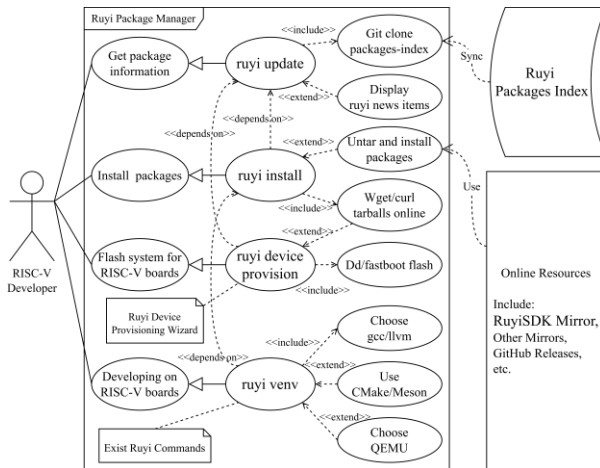 Ruyi Package Manager
Get package
information
ruyi update
<<include>>
Git clone
packages-index
Sync
Ruyi
Packages Index
Display
ruyi news items
<<extend>>
<<depends on>>
<<depends on>>
Install packages
ruyi install
<<extend>>
Untar and install
packages
Use
<<include>>
Wget/curl
tarballs online
<<extend>>
RISC-V
Developer
Flash system for
RISC-V boards
ruyi device
provision
Dd/fastboot flash
<<include>>
Ruyi Device
Provisioning Wizard
Online Resources
Include:
RuyiSDK Mirror,
Other Mirrors,
GitHub Releases,
etc.
Choose
gcc/llvm
<<include>>
<<depends on>>
Developing on
RISC-V boards
ruyi venv
<<extend>>
Use
CMake/Meson
<<extend>>
Choose
QEMU
Exist Ruyi Commands